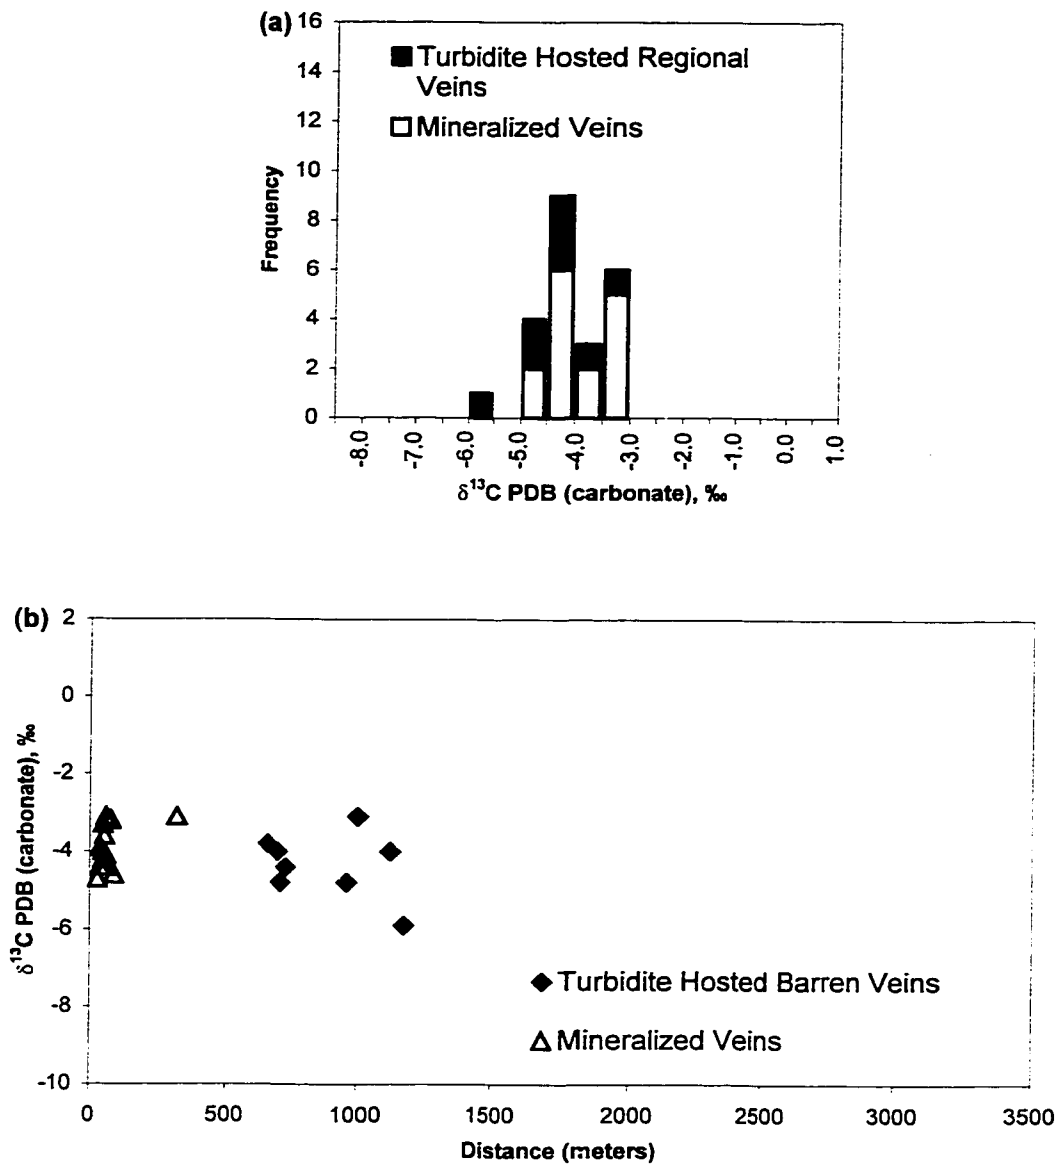 (a)
16
14
12
10
8
6
4
2
0
Frequency
Turbidite Hosted Regional
Veins
Mineralized Veins
-8.0
-7.0
-6.0
-5.0
-4.0
-3.0
-2.0
-1.0
0.0
1.0
δ¹³C PDB (carbonate), ‰
(b)
2
0
-2
-4
-6
-8
-10
δ¹³C PDB (carbonate), ‰
Turbidite Hosted Barren Veins
Mineralized Veins
0 500 1000 1500 2000 2500 3000 3500
Distance (meters)